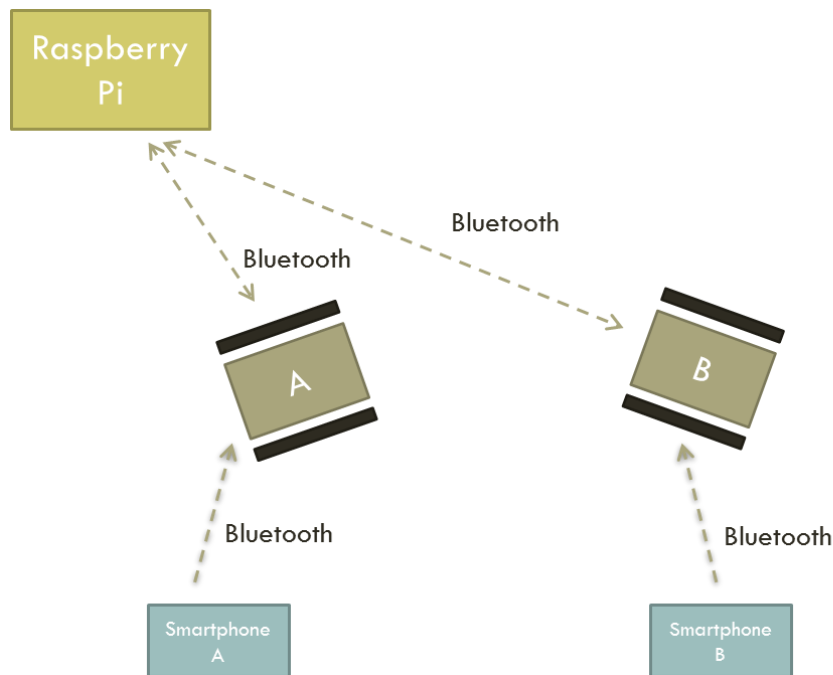 Raspberry
Pi
Bluetooth
Bluetooth
A
B
Bluetooth
Bluetooth
Smartphone
A
Smartphone
B